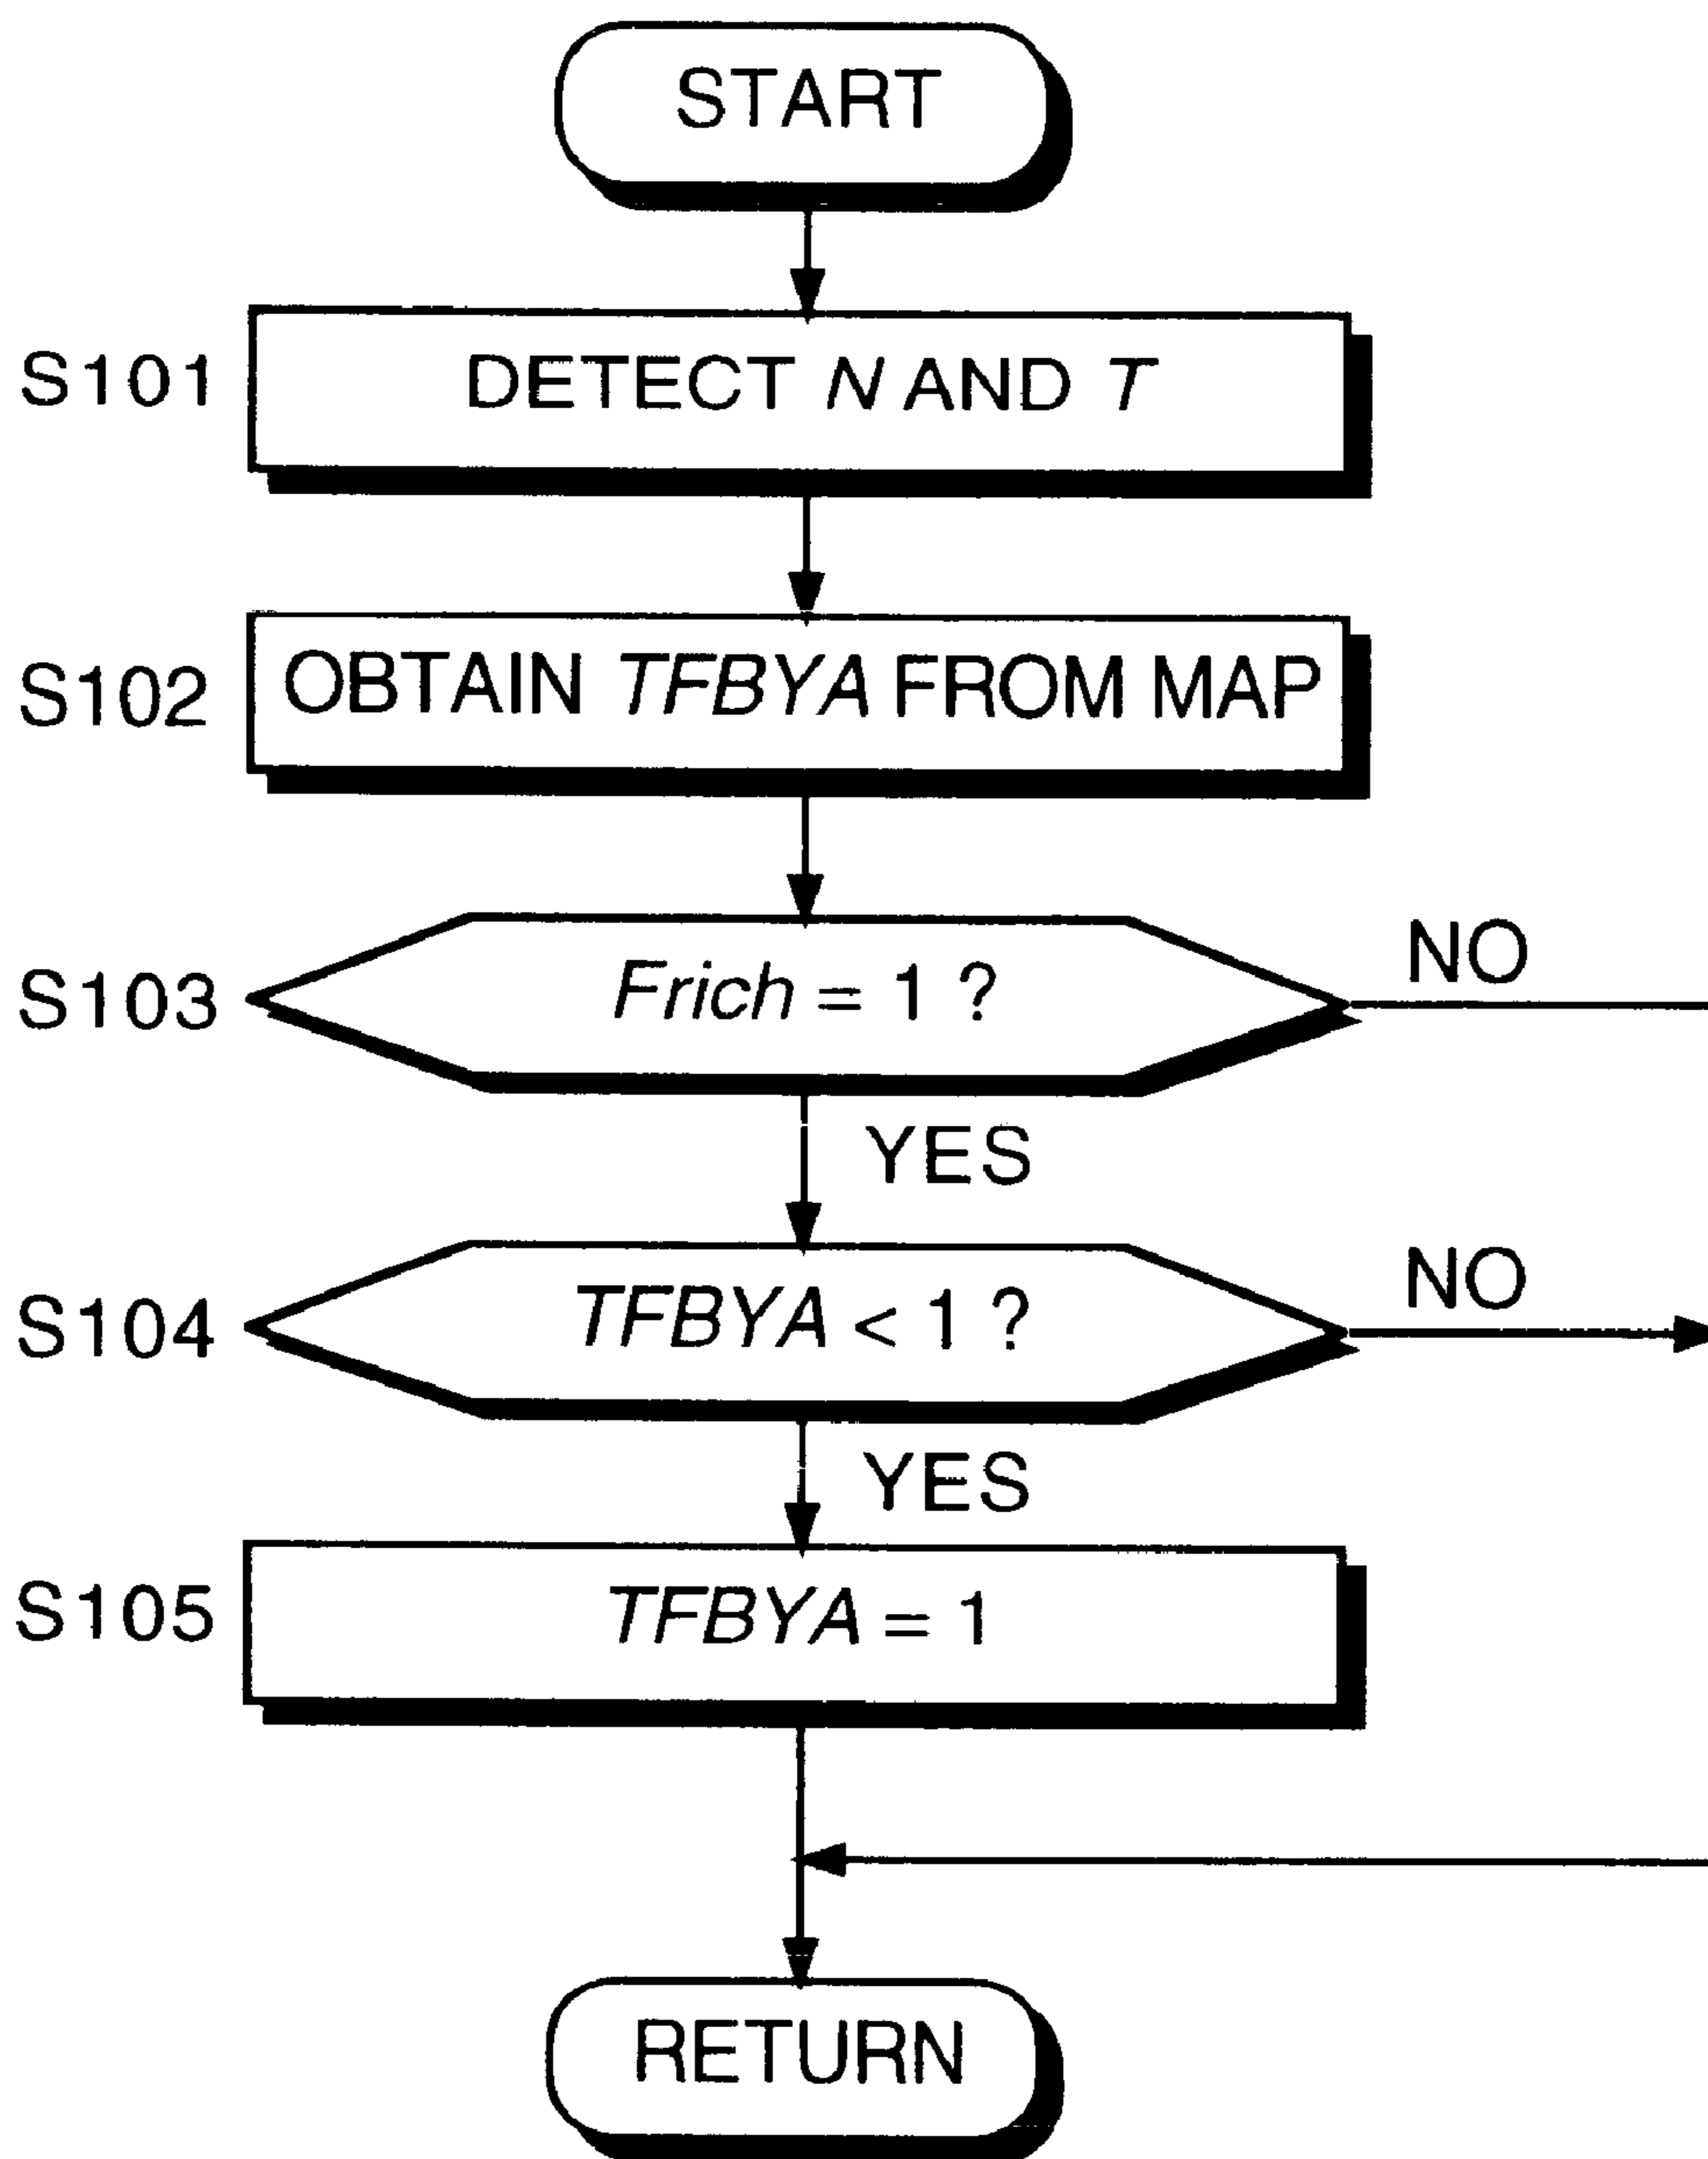 START
S101 DETECT N AND T
S102 OBTAIN TFBYA FROM MAP
S103 Frich = 1 ? NO
YES
S104 TFBYA < 1 ? NO
YES
S105 TFBYA = 1
RETURN